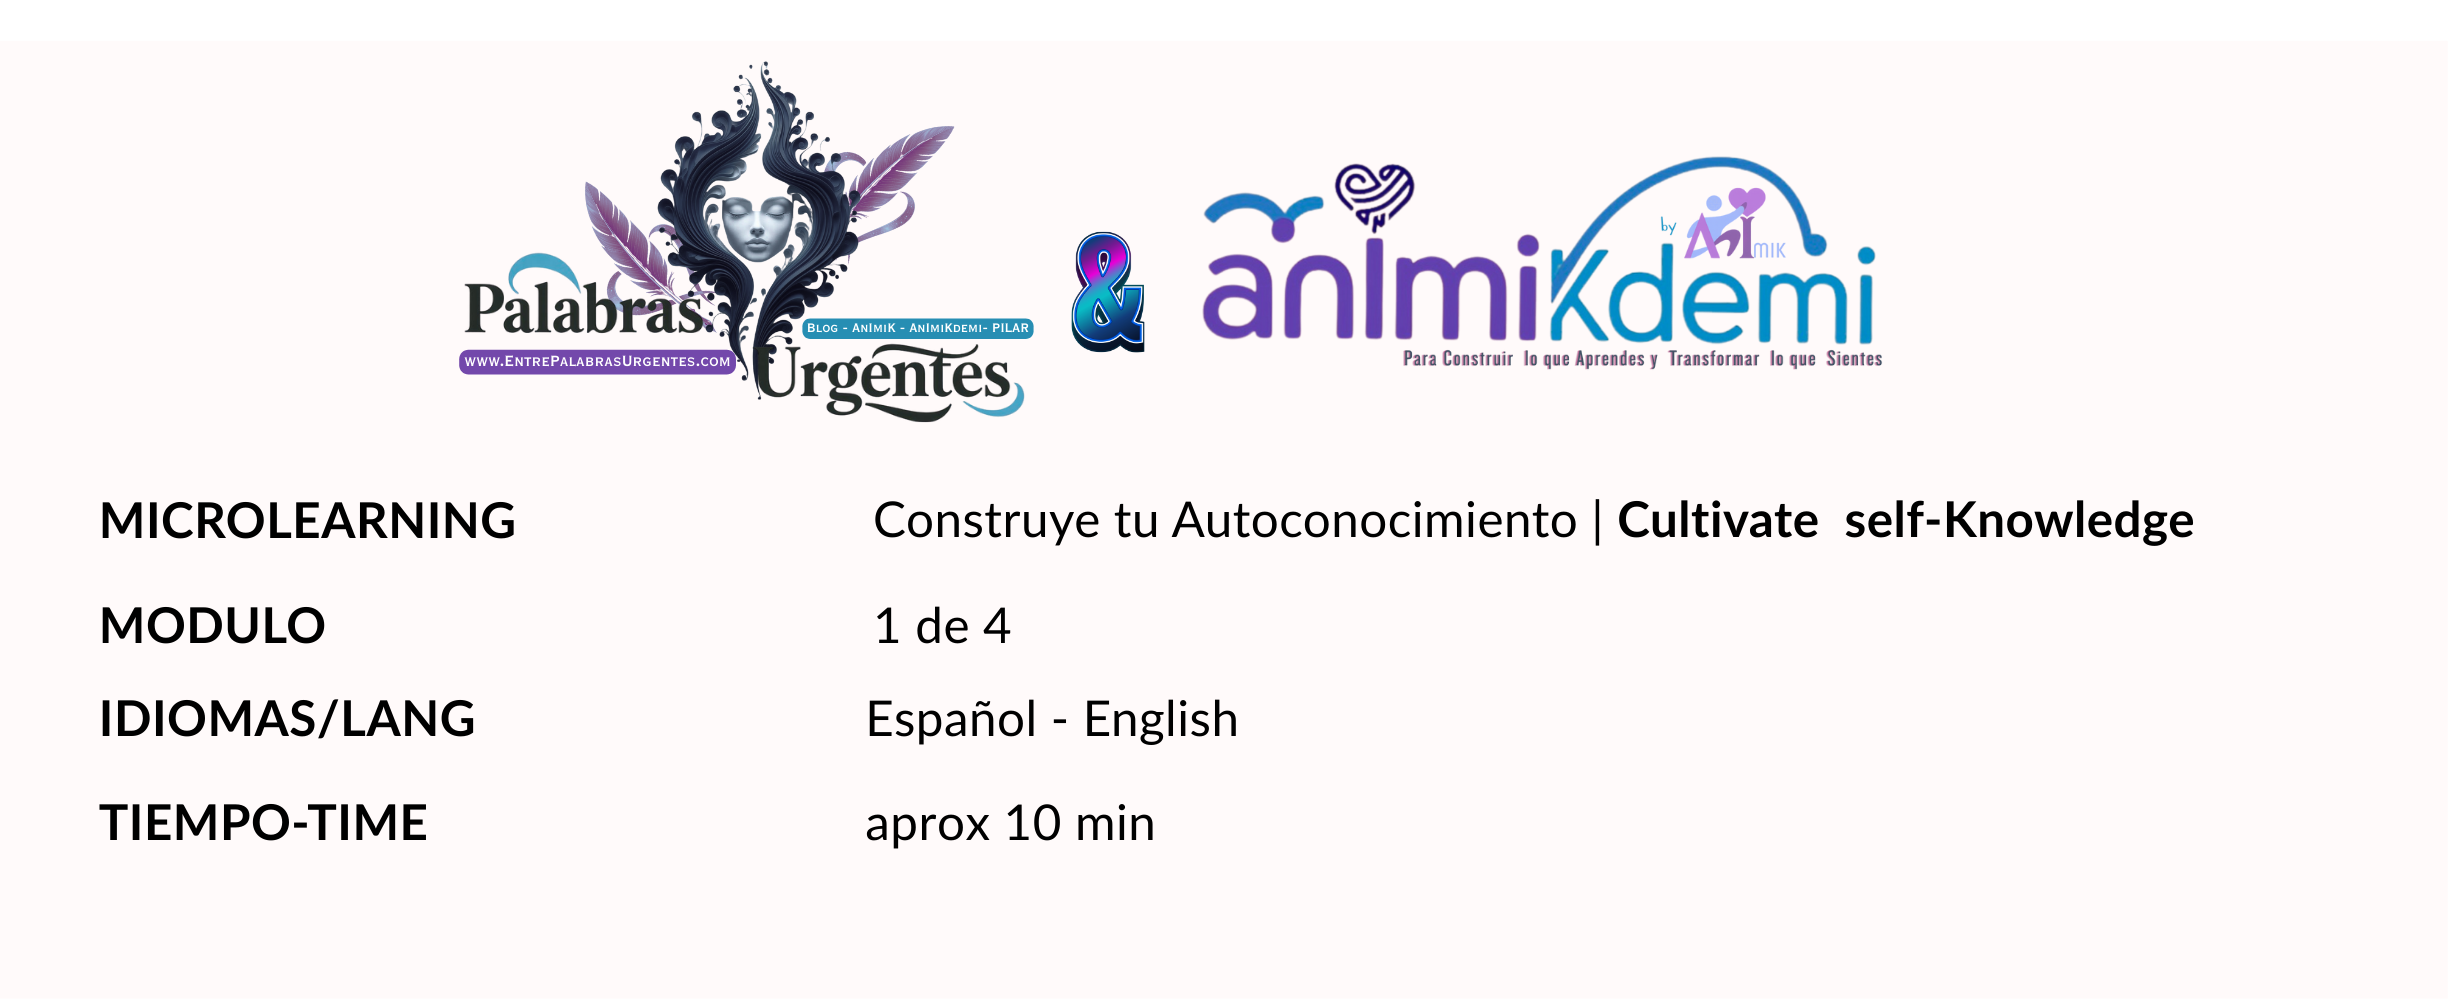 Palabras
Blog - AnImiK - AnImiKdemi- PILAR
www.EntrePalabrasUrgentes.com
Urgentes
&
anImiKdemi
by AnImik
Para Construir lo que Aprendes y Transformar lo que Sientes
MICROLEARNING Construye tu Autoconocimiento | Cultivate self-Knowledge
MODULO 1 de 4
IDIOMAS/LANG Español - English
TIEMPO-TIME aprox 10 min